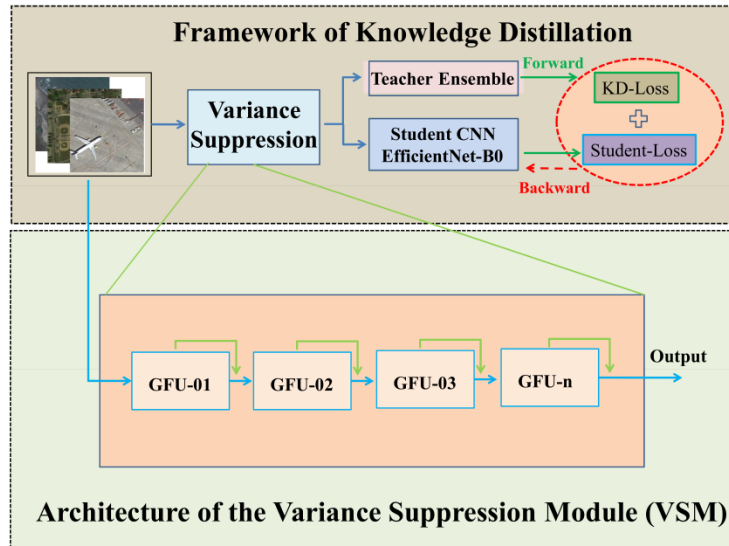 Framework of Knowledge Distillation
Variance
Suppression
Teacher Ensemble
Student CNN
EfficientNet-B0
Forward
KD-Loss
Student-Loss
Backward
GFU-01
GFU-02
GFU-03
GFU-n
Output
Architecture of the Variance Suppression Module (VSM)